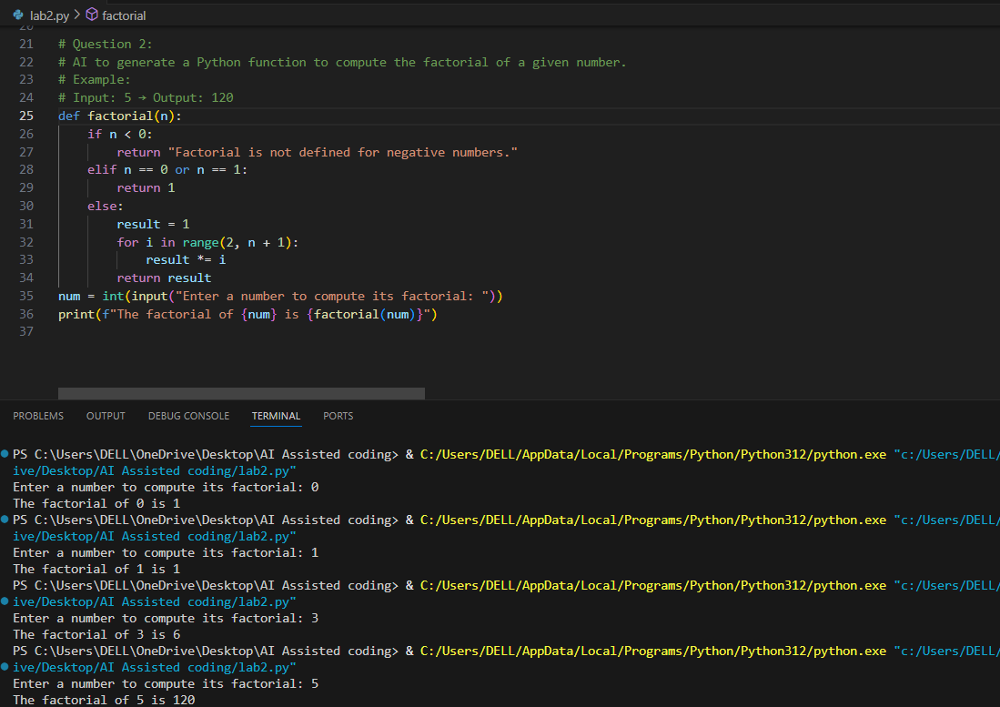 lab2.py > factorial
20
21 # Question 2:
22 # AI to generate a Python function to compute the factorial of a given number.
23 # Example:
24 # Input: 5 → Output: 120
25 def factorial(n):
26     if n < 0:
27         return "Factorial is not defined for negative numbers."
28     elif n == 0 or n == 1:
29         return 1
30     else:
31         result = 1
32         for i in range(2, n + 1):
33             result *= i
34         return result
35 num = int(input("Enter a number to compute its factorial: "))
36 print(f"The factorial of {num} is {factorial(num)}")
37
PROBLEMS OUTPUT DEBUG CONSOLE TERMINAL PORTS
PS C:\Users\DELL\OneDrive\Desktop\AI Assisted coding> & C:/Users/DELL/AppData/Local/Programs/Python/Python312/python.exe "c:/Users/DELL/
ive/Desktop/AI Assisted coding/lab2.py"
Enter a number to compute its factorial: 0
The factorial of 0 is 1
PS C:\Users\DELL\OneDrive\Desktop\AI Assisted coding> & C:/Users/DELL/AppData/Local/Programs/Python/Python312/python.exe "c:/Users/DELL/
ive/Desktop/AI Assisted coding/lab2.py"
Enter a number to compute its factorial: 1
The factorial of 1 is 1
PS C:\Users\DELL\OneDrive\Desktop\AI Assisted coding> & C:/Users/DELL/AppData/Local/Programs/Python/Python312/python.exe "c:/Users/DELL/
ive/Desktop/AI Assisted coding/lab2.py"
Enter a number to compute its factorial: 3
The factorial of 3 is 6
PS C:\Users\DELL\OneDrive\Desktop\AI Assisted coding> & C:/Users/DELL/AppData/Local/Programs/Python/Python312/python.exe "c:/Users/DELL/
ive/Desktop/AI Assisted coding/lab2.py"
Enter a number to compute its factorial: 5
The factorial of 5 is 120